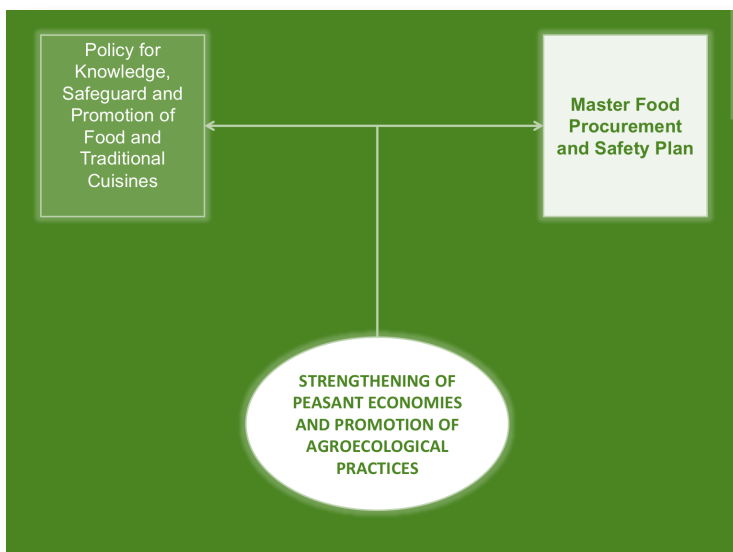 Policy for
Knowledge,
Safeguard and
Promotion of
Food and
Traditional
Cuisines
Master Food
Procurement
and Safety Plan
STRENGTHENING OF
PEASANT ECONOMIES
AND PROMOTION OF
AGROECOLOGICAL
PRACTICES